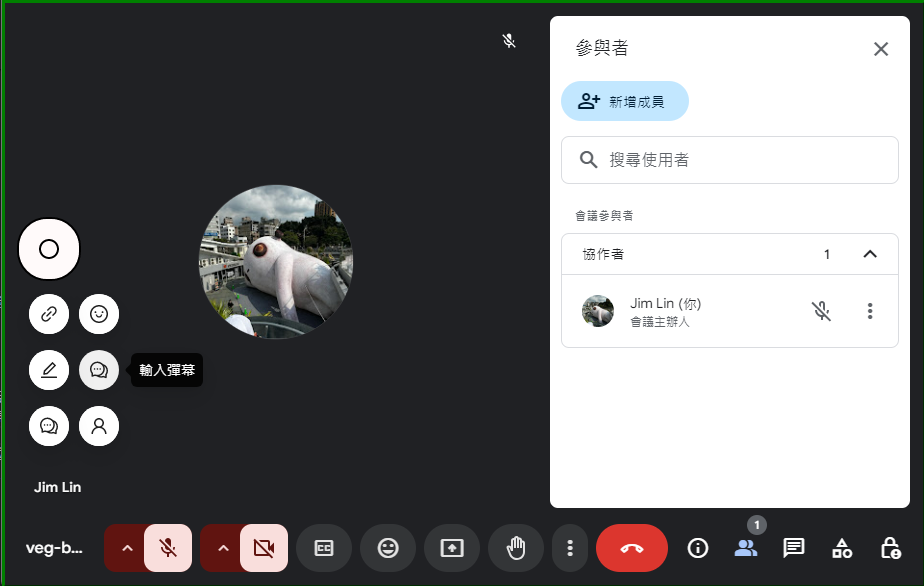 參與者
新增成員
搜尋使用者
會議參與者
協作者 1
Jim Lin (你)
會議主辦人
輸入彈幕
Jim Lin
veg-b...
CC
1